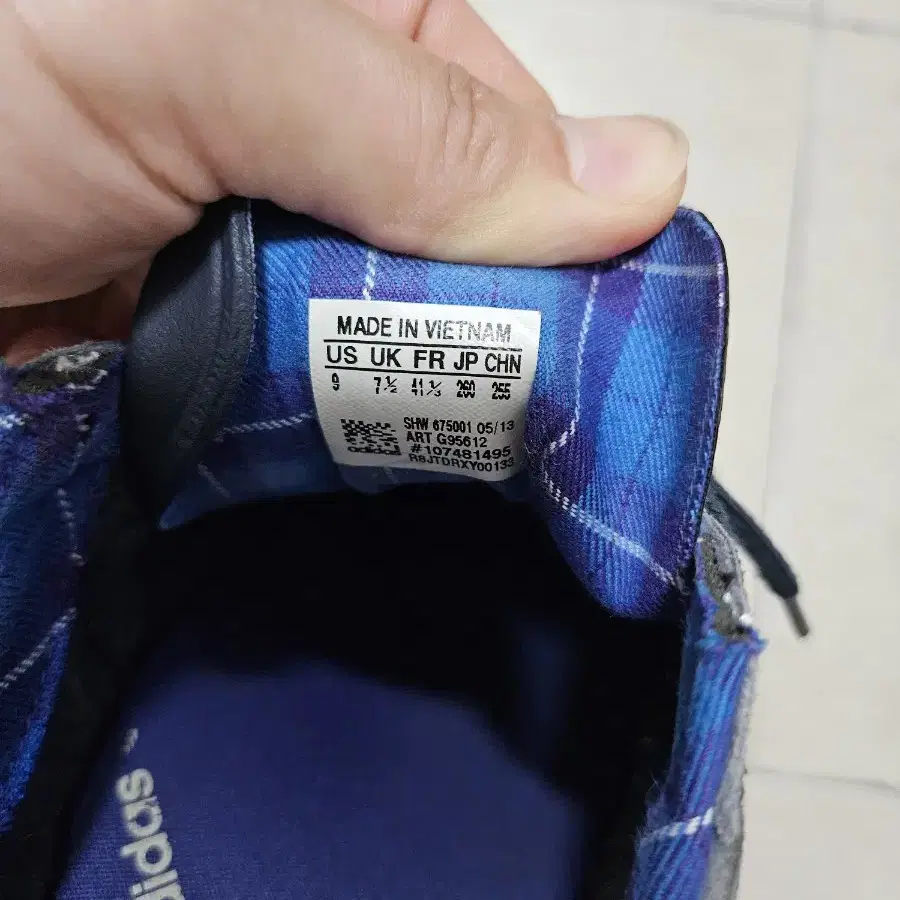 MADE IN VIETNAM
US UK FR JP CHN
9 7½ 41⅓ 260 255
SHW 675001 05/13
ART G95612
#107481495
R8JTDRXY00133
adidas